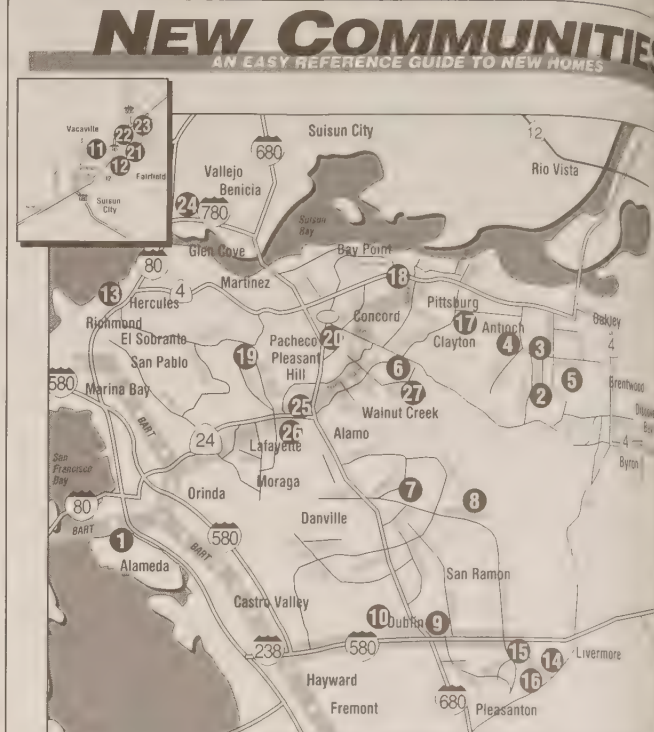 NEW COMMUNITIES
AN EASY REFERENCE GUIDE TO NEW HOMES
Vacaville
11
22
23
21
12
Fairfield
Suisun
City
Suisun City
12
Rio Vista
680
Vallejo
Benicia
24
780
Suisun
Bay
Glen Cove
Bay Point
80
Martinez
18
13
Hercules
4
Pittsburg
Oakley
Richmond
Concord
17
Antioch
El Sobranto
Pacheco
20
Clayton
4
3
4
San Pablo
19
Pleasant
Hill
6
5
580
Marina Bay
27
2
Brentwood
25
Walnut Creek
BART
24
26
Alamo
4
Lafayette
Byron
San
Francisco
Bay
Moraga
Orinda
7
8
80
Danville
BART
BART
580
1
Alameda
San Ramon
Castro Valley
10
Dublin
9
238
580
15
14
Livermore
Hayward
16
Fremont
680
Pleasanton